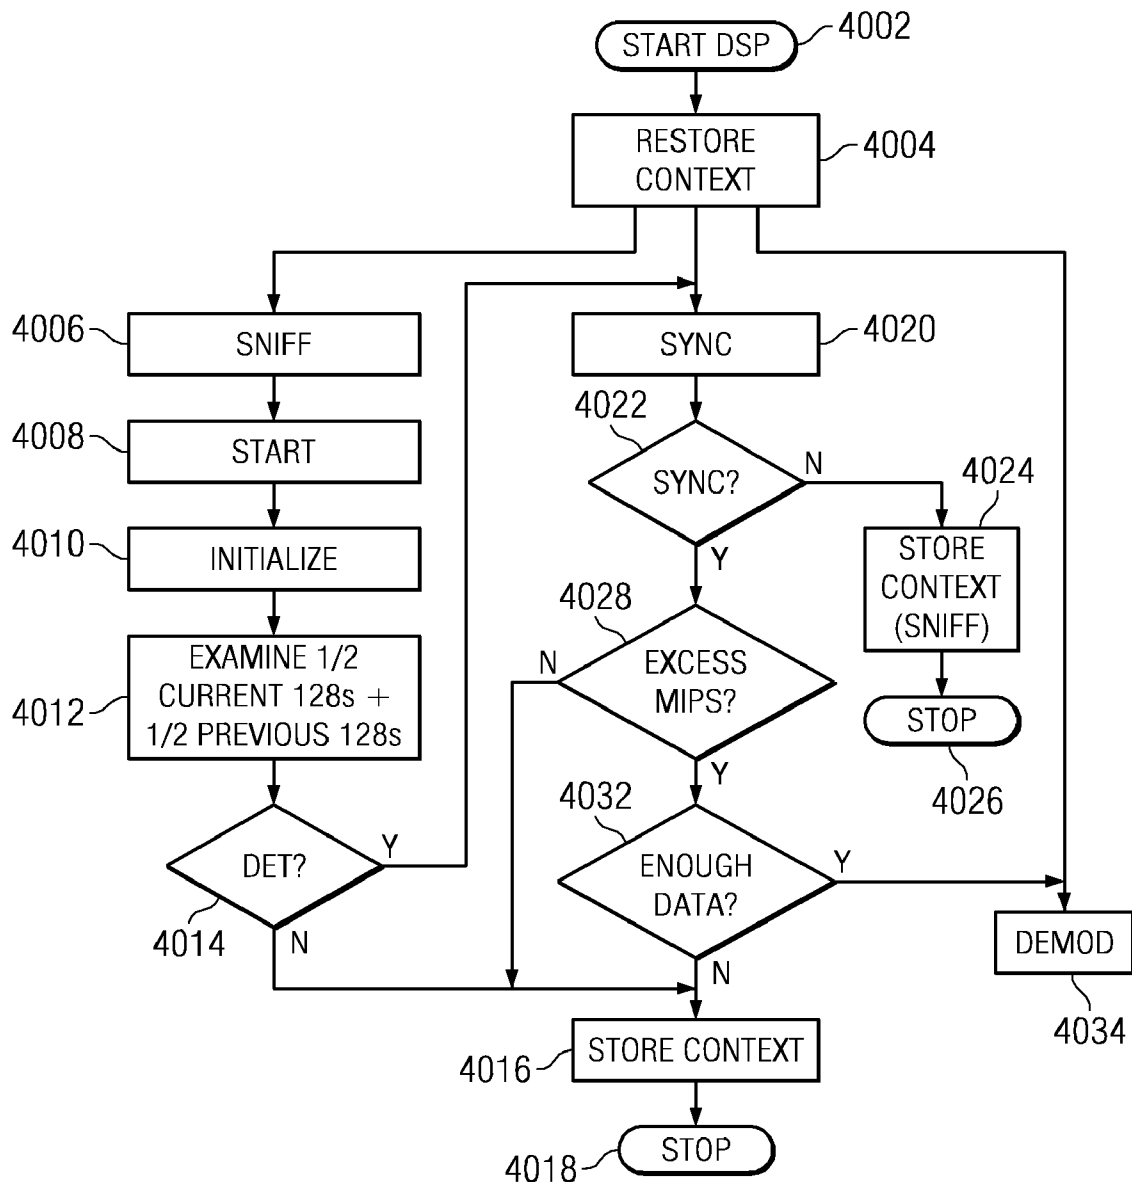 START DSP
4002
RESTORE
CONTEXT
4004
4006
SNIFF
SYNC
4020
4008
START
4022
SYNC?
N
Y
4024
STORE
CONTEXT
(SNIFF)
4010
INITIALIZE
4028
N
EXCESS
MIPS?
Y
4012
EXAMINE 1/2
CURRENT 128s +
1/2 PREVIOUS 128s
STOP
4026
4032
ENOUGH
DATA?
Y
N
DET?
Y
4014
N
DEMOD
4034
4016
STORE CONTEXT
4018
STOP